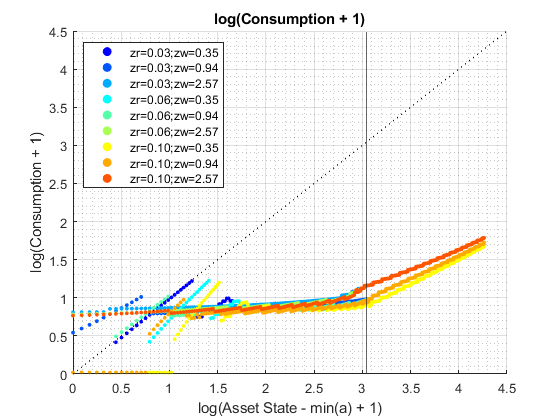 log(Consumption + 1)
4.5
4
3.5
3
2.5
2
1.5
1
0.5
0
log(Consumption + 1)
zr=0.03;zw=0.35
zr=0.03;zw=0.94
zr=0.03;zw=2.57
zr=0.06;zw=0.35
zr=0.06;zw=0.94
zr=0.06;zw=2.57
zr=0.10;zw=0.35
zr=0.10;zw=0.94
zr=0.10;zw=2.57
0 0.5 1 1.5 2 2.5 3 3.5 4 4.5
log(Asset State - min(a) + 1)